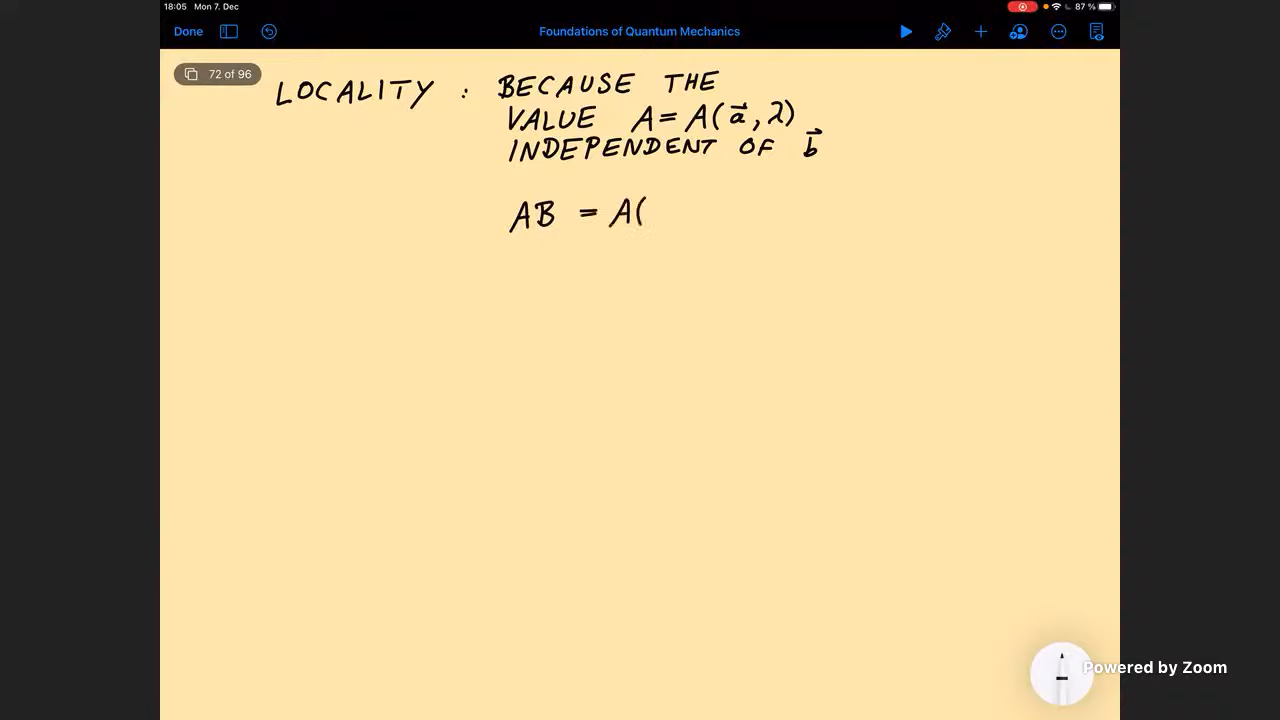 18:05 Mon 7. Dec 87 %
Done Foundations of Quantum Mechanics
72 of 96
LOCALITY : BECAUSE THE
VALUE A = A(a⃗, λ)
INDEPENDENT OF b⃗
AB = A(
Powered by Zoom